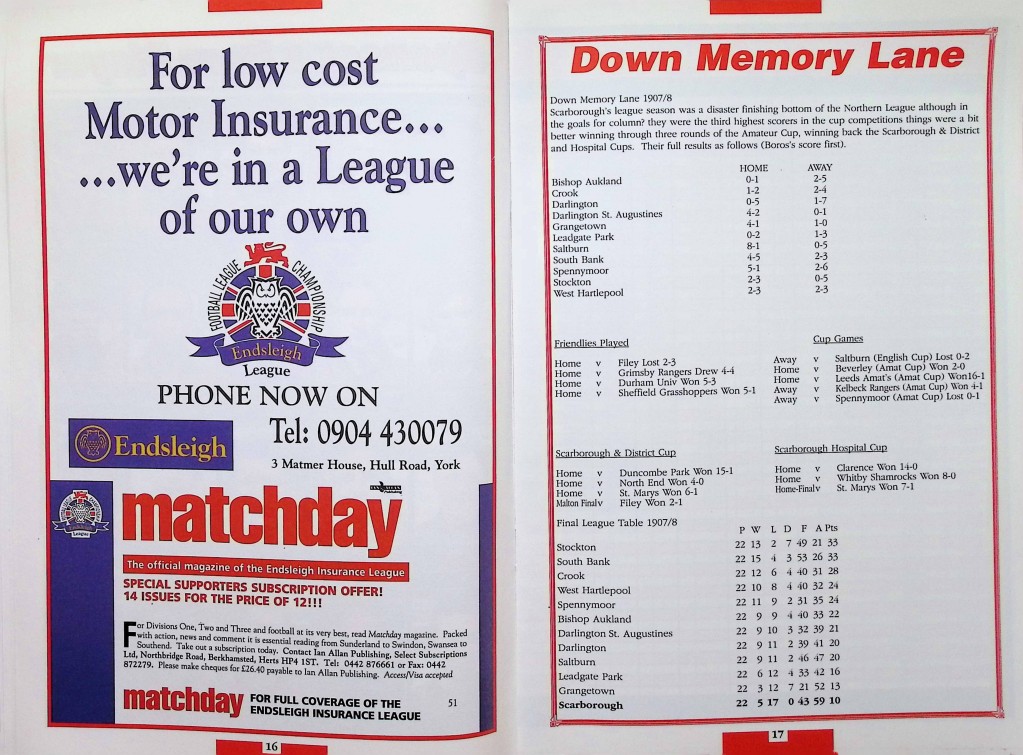 For low cost
Motor Insurance...
...we're in a League
of our own
FOOTBALL LEAGUE CHAMPIONSHIP
Endsleigh
League
PHONE NOW ON
Endsleigh
Tel: 0904 430079
3 Matmer House, Hull Road, York
IAN ALLAN
Publishing
matchday
The official magazine of the Endsleigh Insurance League
SPECIAL SUPPORTERS SUBSCRIPTION OFFER!
14 ISSUES FOR THE PRICE OF 12!!!
For Divisions One, Two and Three and football at its very best, read Matchday magazine. Packed
with action, news and comment it is essential reading from Sunderland to Swindon, Swansea to
Southend. Take out a subscription today. Contact Ian Allan Publishing, Select Subscriptions
Ltd, Northbridge Road, Berkhamsted, Herts HP4 1ST. Tel: 0442 876661 or Fax: 0442
872279. Please make cheques for £26.40 payable to Ian Allan Publishing. Access/Visa accepted
matchday FOR FULL COVERAGE OF THE
ENDSLEIGH INSURANCE LEAGUE
51
16
Down Memory Lane
Down Memory Lane 1907/8
Scarborough's league season was a disaster finishing bottom of the Northern League although in
the goals for column? they were the third highest scorers in the cup competitions things were a bit
better winning through three rounds of the Amateur Cup, winning back the Scarborough & District
and Hospital Cups. Their full results as follows (Boros's score first).
HOME AWAY
Bishop Aukland 0-1 2-5
Crook 1-2 2-4
Darlington 0-5 1-7
Darlington St. Augustines 4-2 0-1
Grangetown 4-1 1-0
Leadgate Park 0-2 1-3
Saltburn 8-1 0-5
South Bank 4-5 2-3
Spennymoor 5-1 2-6
Stockton 2-3 0-5
West Hartlepool 2-3 2-3
Friendlies Played
Home v Filey Lost 2-3
Home v Grimsby Rangers Drew 4-4
Home v Durham Univ Won 5-3
Home v Sheffield Grasshoppers Won 5-1
Cup Games
Away v Saltburn (English Cup) Lost 0-2
Home v Beverley (Amat Cup) Won 2-0
Home v Leeds Amat's (Amat Cup) Won16-1
Away v Kelbeck Rangers (Amat Cup) Won 4-1
Away v Spennymoor (Amat Cup) Lost 0-1
Scarborough & District Cup
Home v Duncombe Park Won 15-1
Home v North End Won 4-0
Home v St. Marys Won 6-1
Malton Finalv Filey Won 2-1
Scarborough Hospital Cup
Home v Clarence Won 14-0
Home v Whitby Shamrocks Won 8-0
Home-Finalv St. Marys Won 7-1
Final League Table 1907/8
P W L D F A Pts
Stockton 22 13 2 7 49 21 33
South Bank 22 15 4 3 53 26 33
Crook 22 12 6 4 40 31 28
West Hartlepool 22 10 8 4 40 32 24
Spennymoor 22 11 9 2 31 35 24
Bishop Aukland 22 9 9 4 40 33 22
Darlington St. Augustines 22 9 10 3 32 39 21
Darlington 22 9 11 2 39 41 20
Saltburn 22 9 11 2 46 47 20
Leadgate Park 22 6 12 4 33 42 16
Grangetown 22 3 12 7 21 52 13
Scarborough 22 5 17 0 43 59 10
17